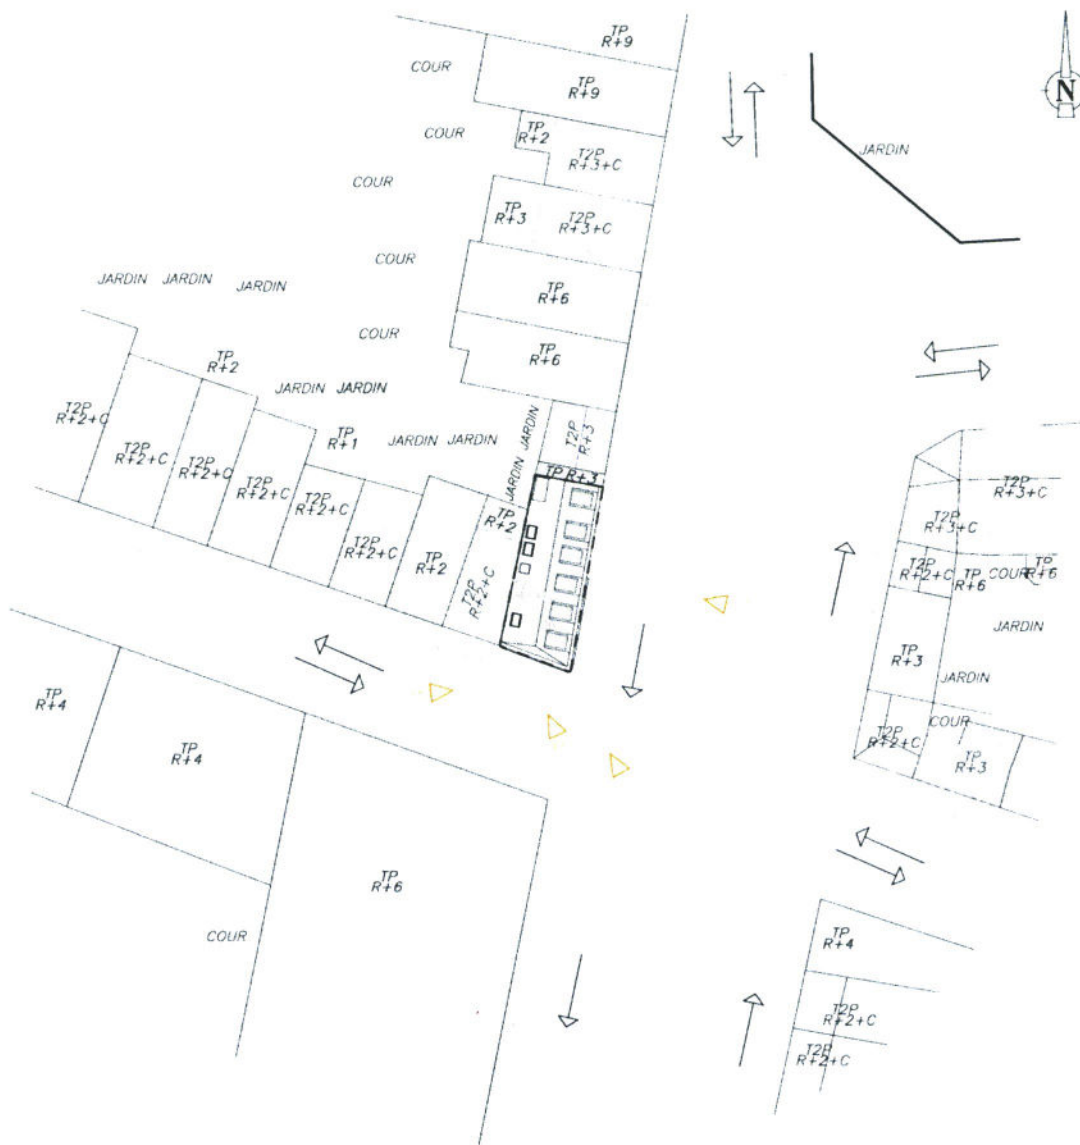 TP
R+9
COUR
TP
R+9
N
COUR
TP
R+2
T2P
R+3+C
JARDIN
COUR
TP
R+3
T2P
R+3+C
COUR
JARDIN JARDIN JARDIN
TP
R+6
COUR
TP
R+6
TP
R+2
JARDIN JARDIN
T2P
R+2+C
TP
R+1
JARDIN JARDIN
JARDIN JARDIN
T2P
R+3
T2P
R+2+C
T2P
R+2+C
T2P
R+2+C
T2P
R+2+C
T2P
R+2+C
TP
R+2
TP
R+2
T2P
R+2+C
TP R+3
T2P
R+3+C
T2P
R+3+C
T2P
R+2+C
TP
R+6
COUR
TP
R+6
JARDIN
TP
R+3
JARDIN
COUR
T2P
R+2+C
TP
R+3
TP
R+4
TP
R+4
TP
R+6
COUR
TP
R+4
T2P
R+2+C
T2P
R+2+C